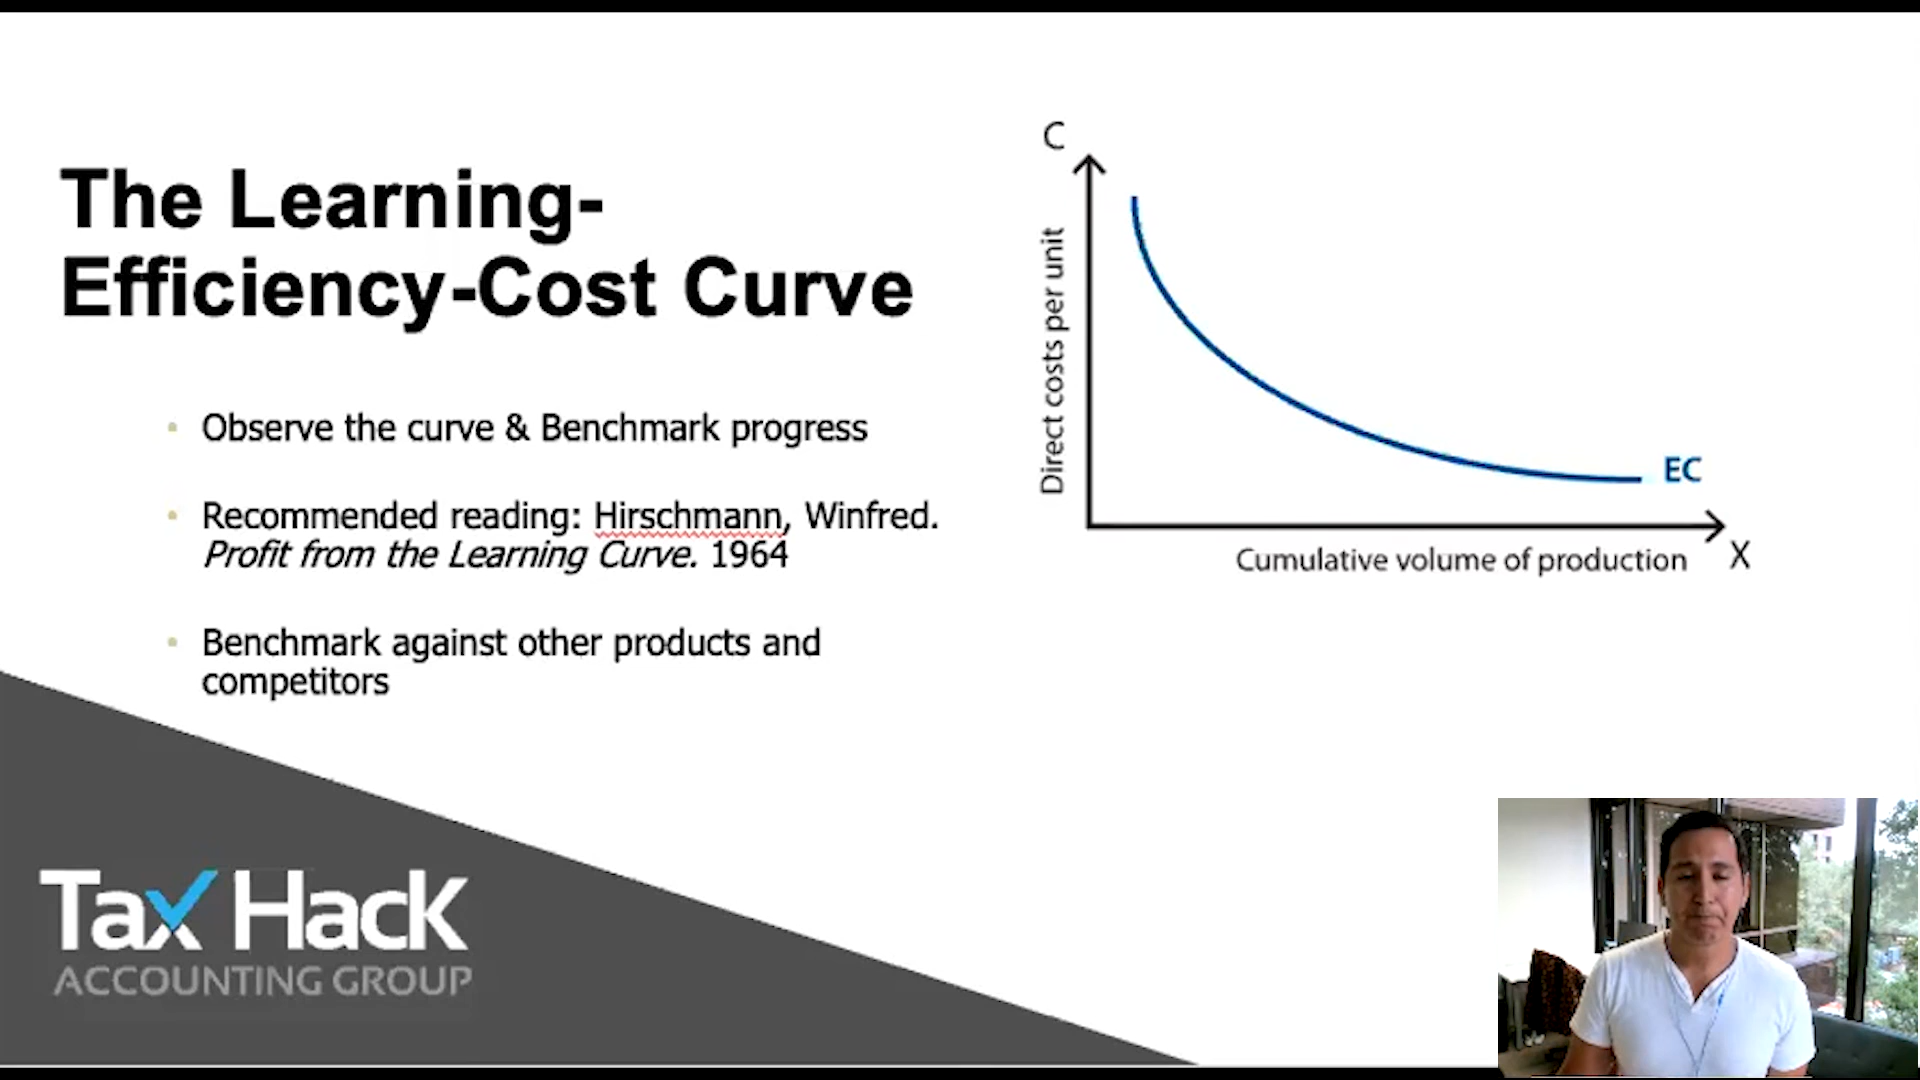 The Learning-
Efficiency-Cost Curve
• Observe the curve & Benchmark progress
• Recommended reading: Hirschmann, Winfred.
Profit from the Learning Curve. 1964
• Benchmark against other products and
competitors
C
Direct costs per unit
EC
Cumulative volume of production
X
Tax Hack
ACCOUNTING GROUP